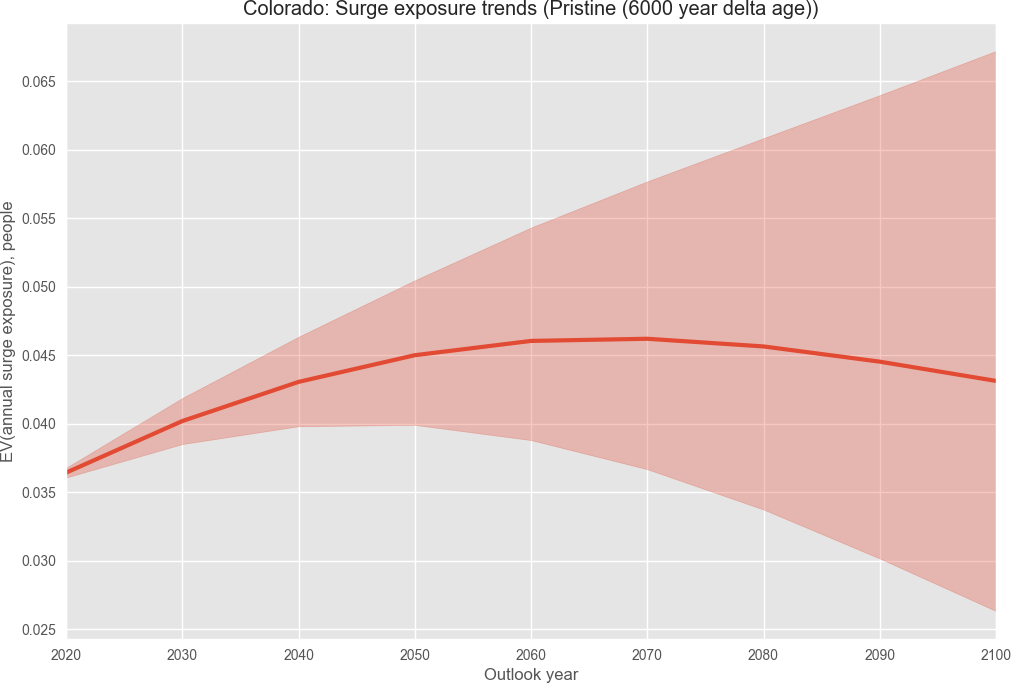 Colorado: Surge exposure trends (Pristine (6000 year delta age))
EV(annual surge exposure), people
0.065
0.060
0.055
0.050
0.045
0.040
0.035
0.030
0.025
2020 2030 2040 2050 2060 2070 2080 2090 2100
Outlook year